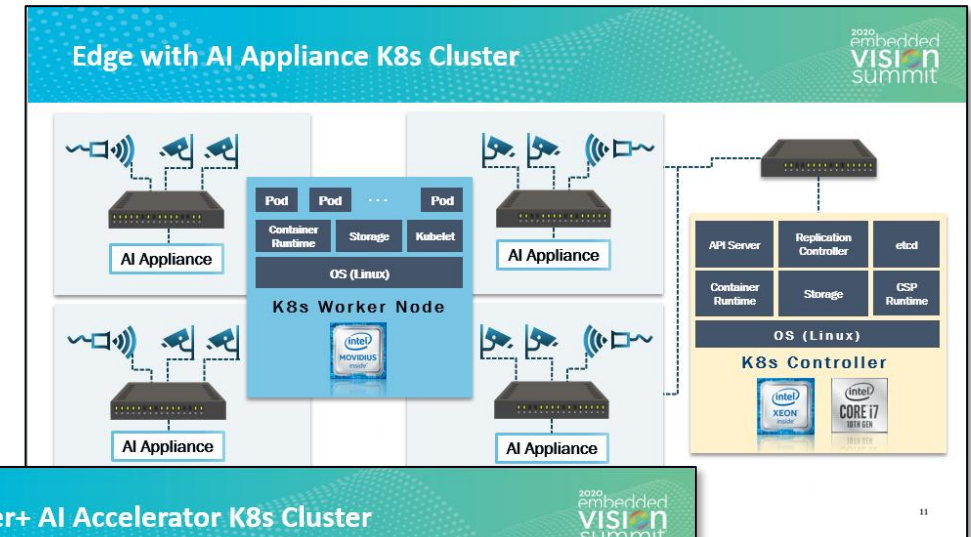 Edge with AI Appliance K8s Cluster
2020
embedded
VISION
summit
AI Appliance
Pod Pod ... Pod
Container
Runtime
Storage
Kubelet
OS (Linux)
K8s Worker Node
intel
MOVIDIUS
inside
AI Appliance
API Server
Replication
Controller
etcd
Container
Runtime
Storage
CSP
Runtime
OS (Linux)
K8s Controller
intel
XEON
inside
intel
CORE i7
10TH GEN
AI Appliance
AI Appliance
11
er+ AI Accelerator K8s Cluster
2020
embedded
VISION
summit